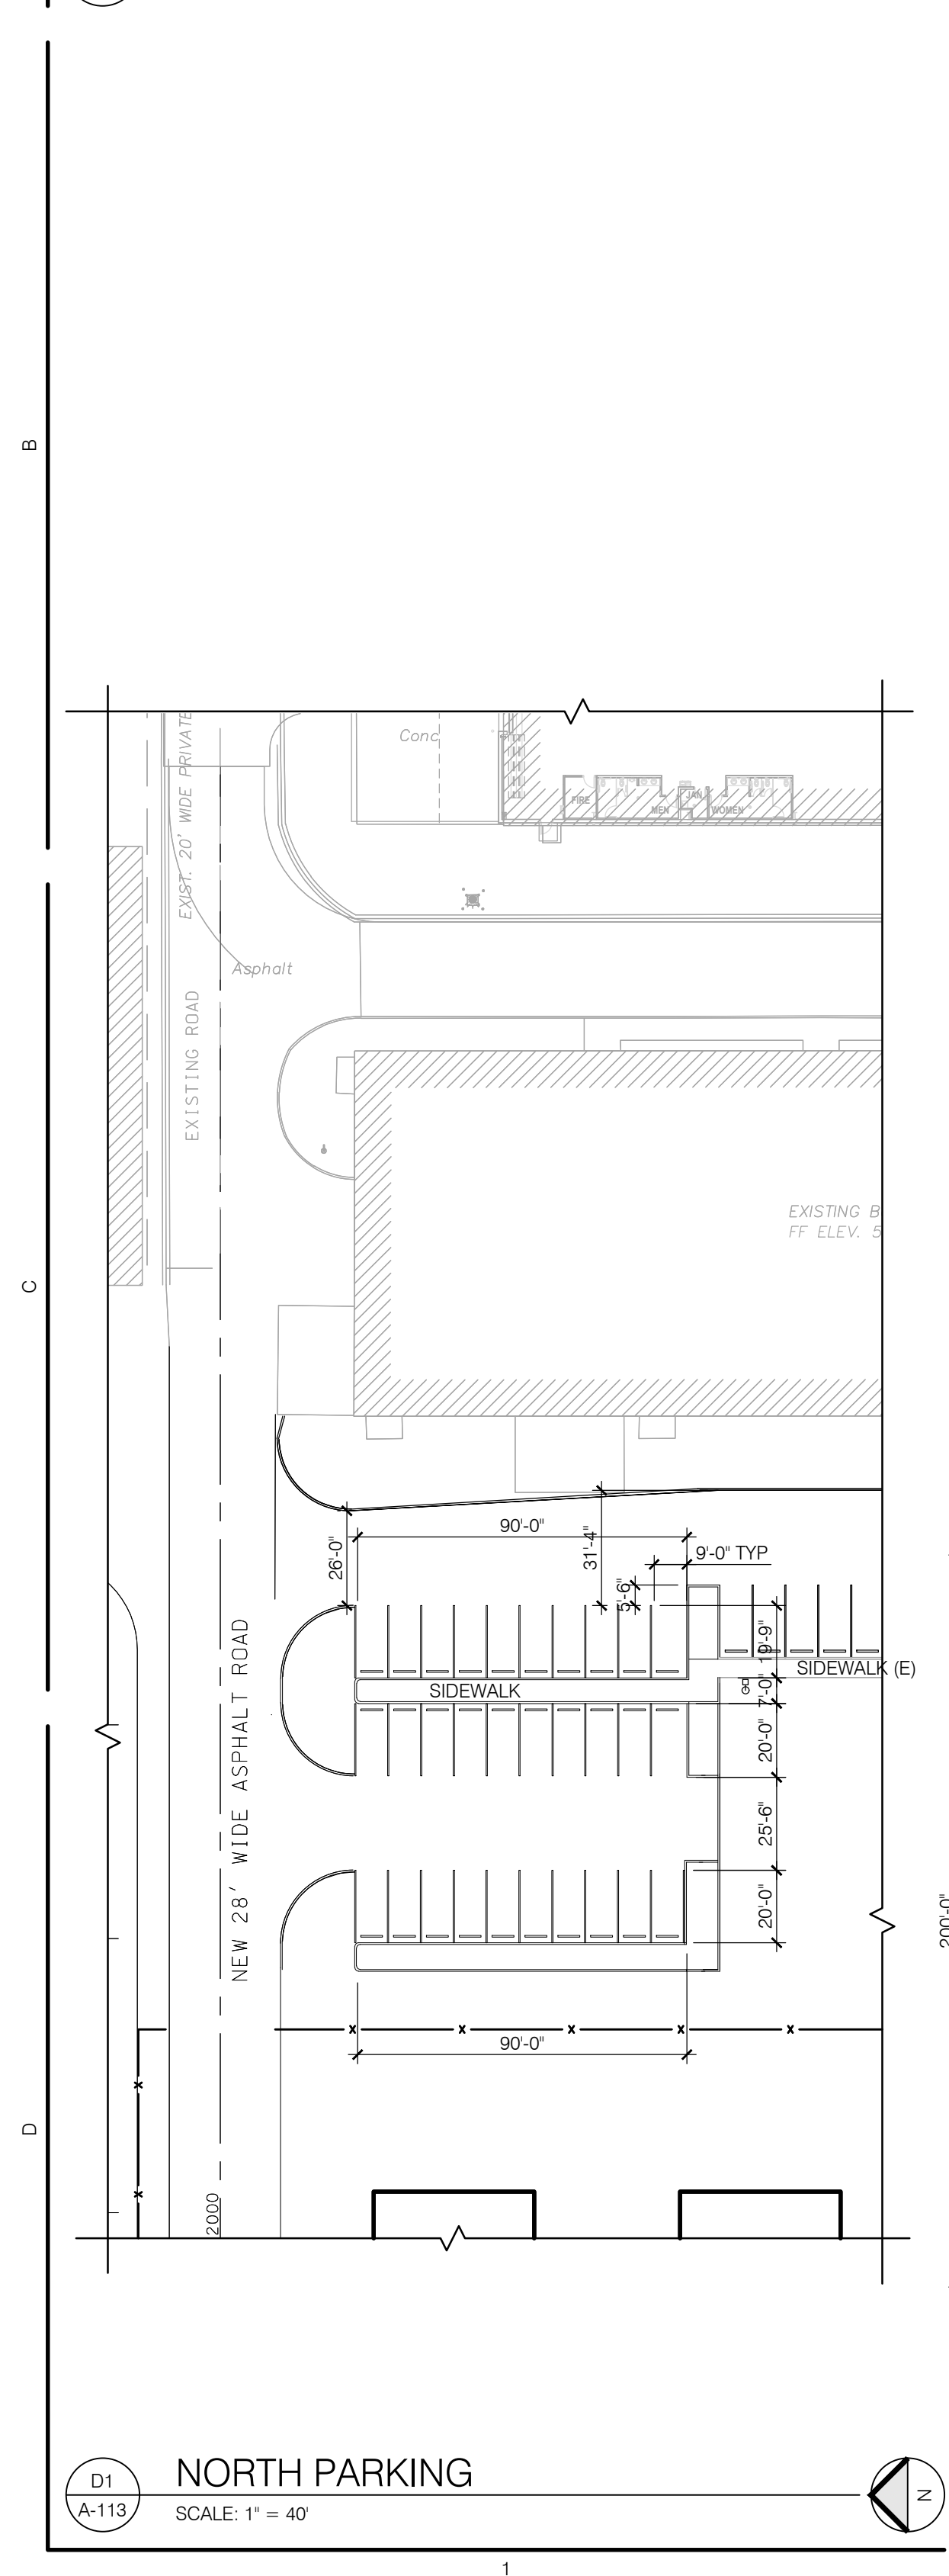 B
EXIST. 20' WIDE PRIVATE
Conc
FIRE
MEN
JAN
WOMEN
Asphalt
EXISTING ROAD
C
EXISTING B
FF ELEV. 5
90'-0"
26'-0"
31'-4"
9'-0" TYP
5'-6"
19'-9"
SIDEWALK (E)
SIDEWALK
7'-0"
20'-0"
NEW 28' WIDE ASPHALT ROAD
25'-6"
20'-0"
200'-0"
x x x x x
90'-0"
x
D
x
2000
D1
A-113
NORTH PARKING
SCALE: 1" = 40'
N
1